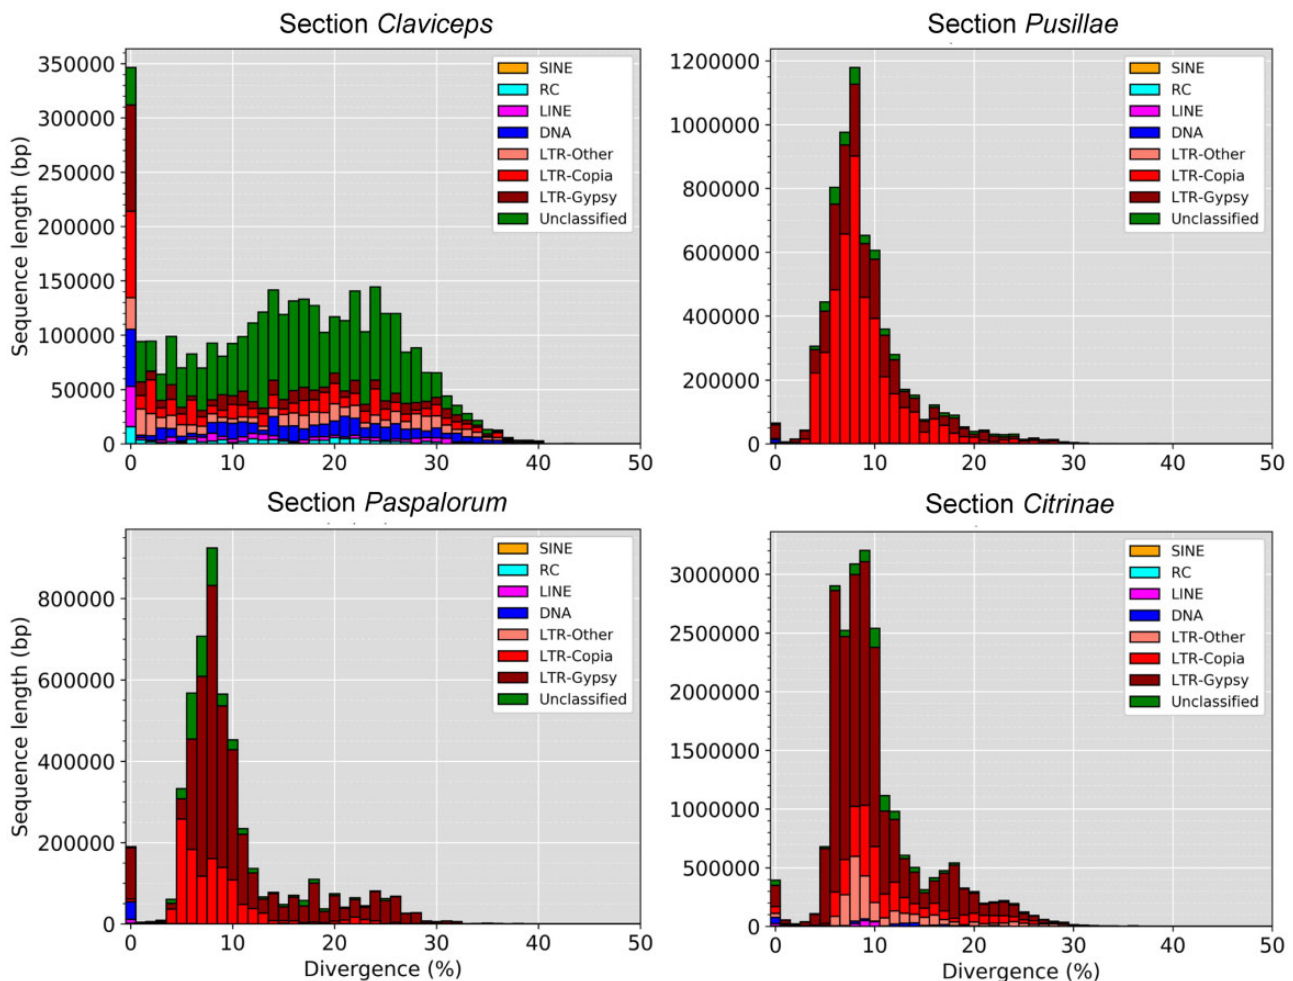 Section Claviceps
Sequence length (bp)
350000
300000
250000
200000
150000
100000
50000
0
0 10 20 30 40 50
SINE
RC
LINE
DNA
LTR-Other
LTR-Copia
LTR-Gypsy
Unclassified
Section Pusillae
1200000
1000000
800000
600000
400000
200000
0
0 10 20 30 40 50
SINE
RC
LINE
DNA
LTR-Other
LTR-Copia
LTR-Gypsy
Unclassified
Section Paspalorum
Sequence length (bp)
800000
600000
400000
200000
0
0 10 20 30 40 50
Divergence (%)
SINE
RC
LINE
DNA
LTR-Other
LTR-Copia
LTR-Gypsy
Unclassified
Section Citrinae
3000000
2500000
2000000
1500000
1000000
500000
0
0 10 20 30 40 50
Divergence (%)
SINE
RC
LINE
DNA
LTR-Other
LTR-Copia
LTR-Gypsy
Unclassified